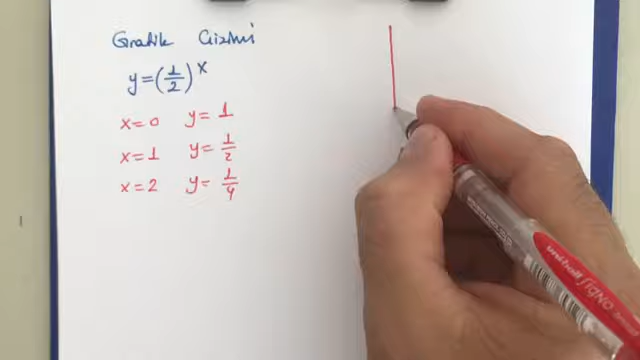 Grafik Çizimi
y=(1/2)^x
x=0 y=1
x=1 y=1/2
x=2 y=1/4
uni-ball SIGNO